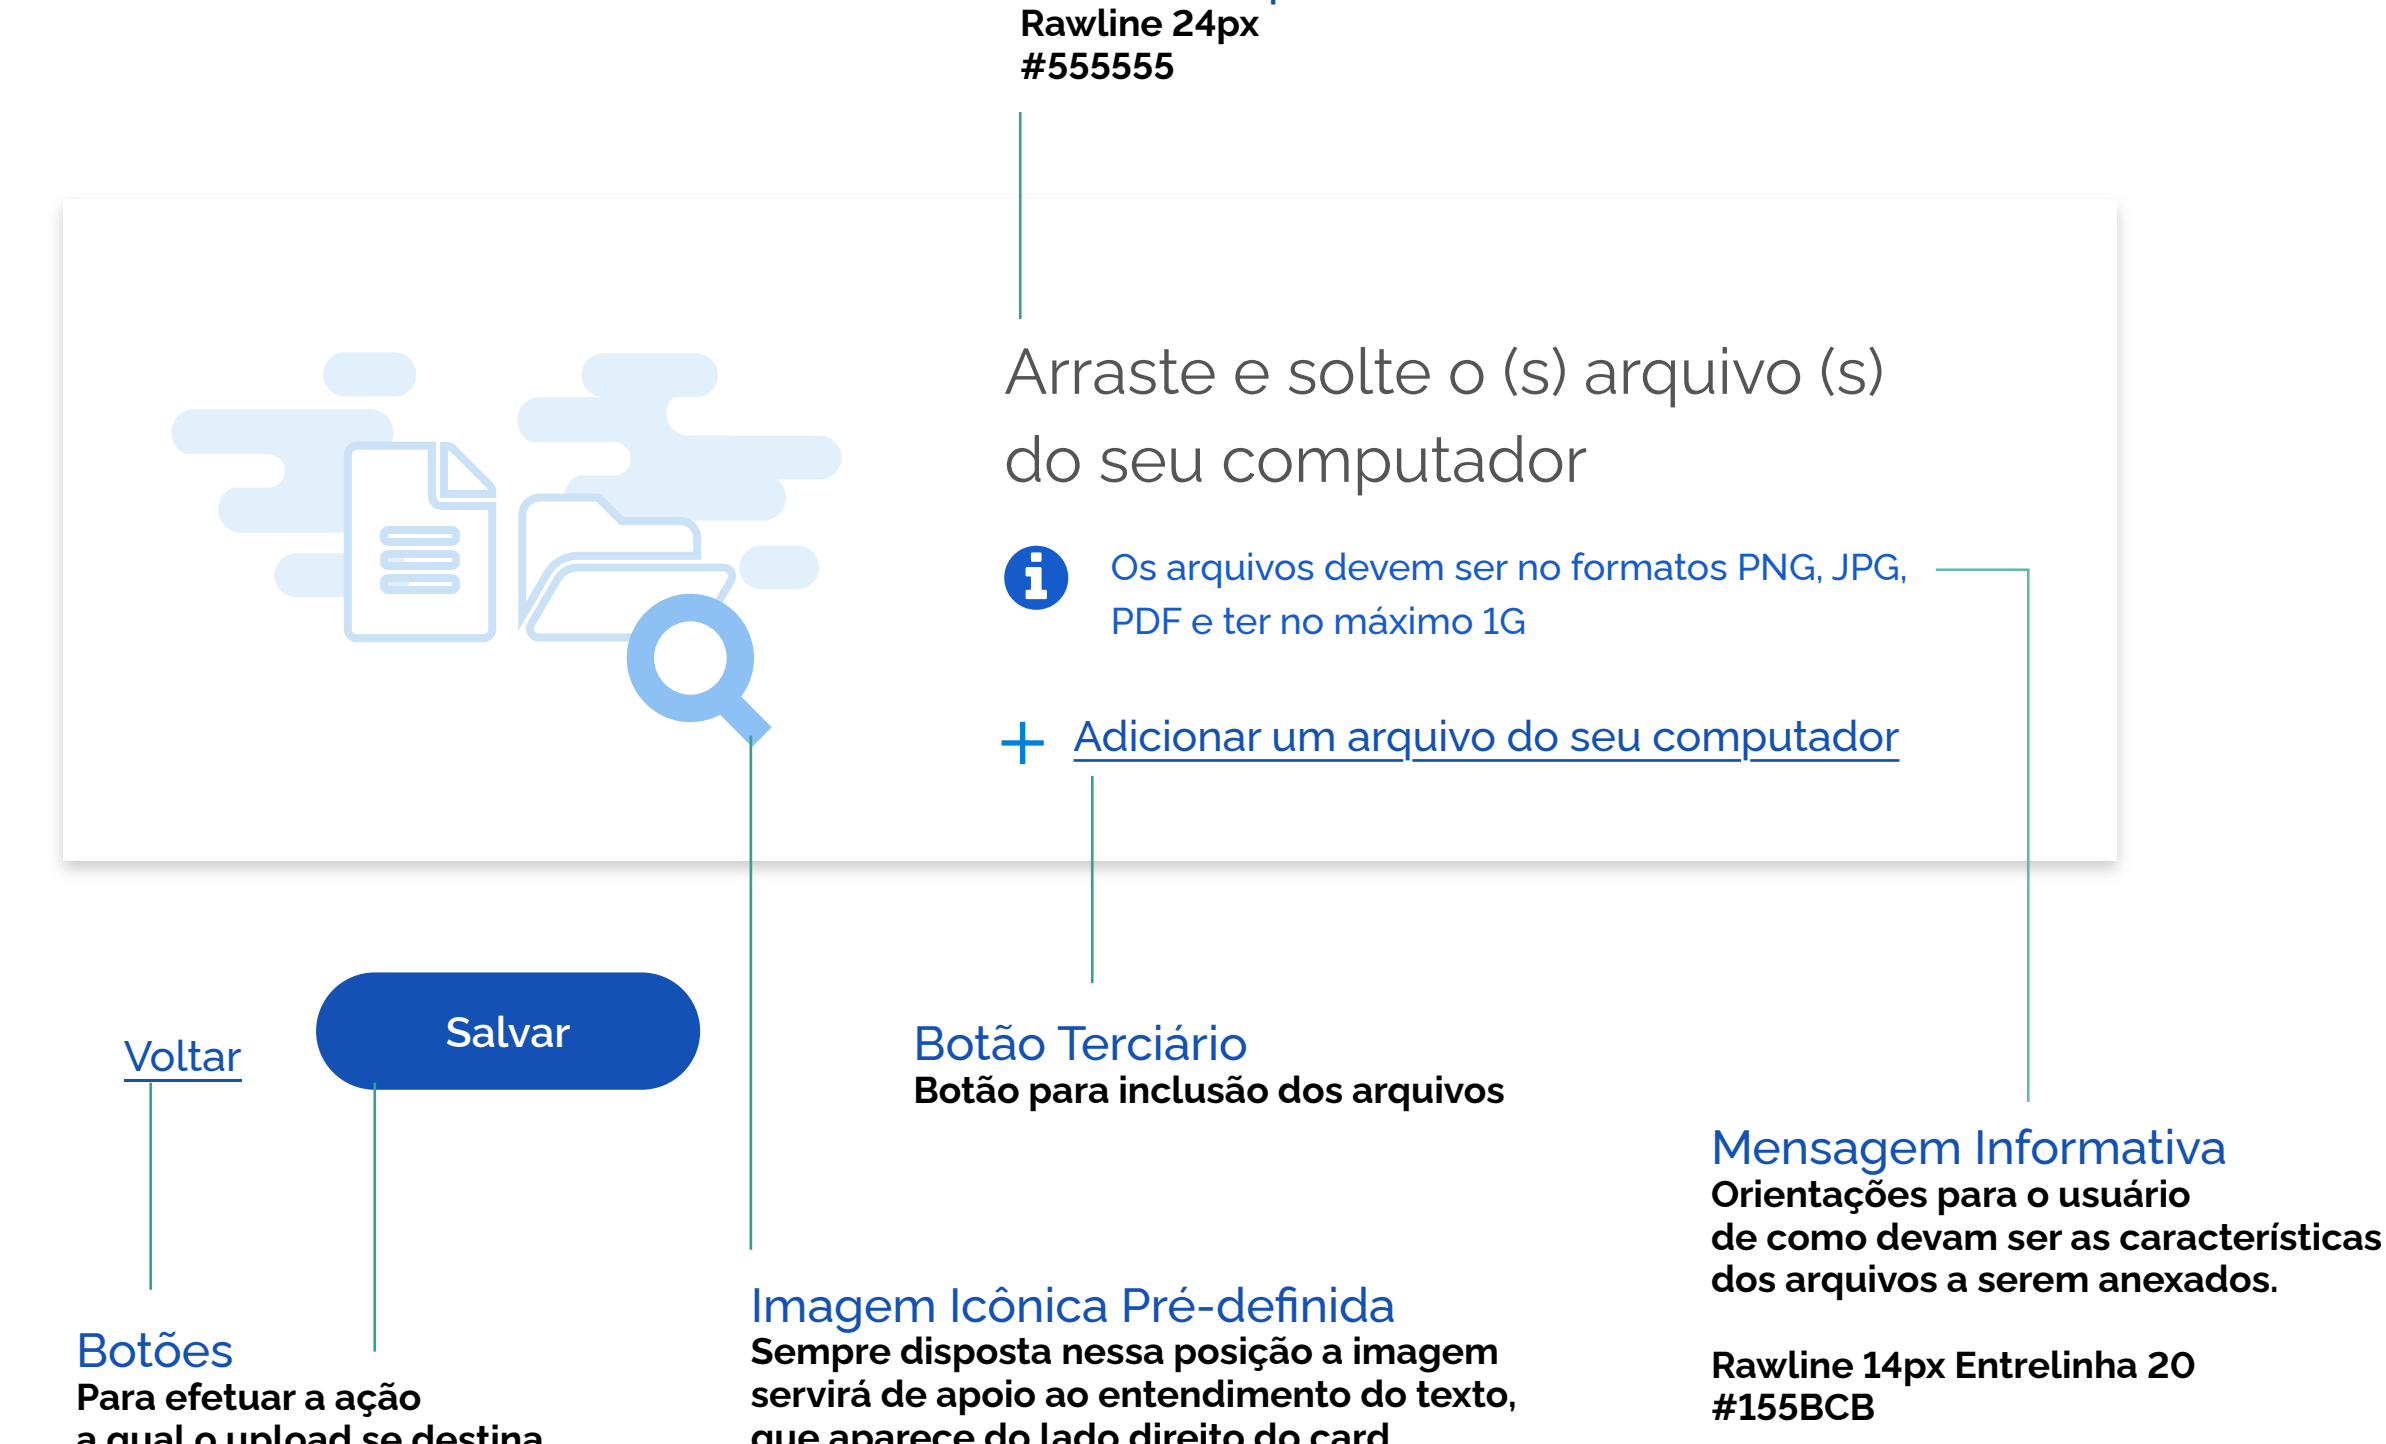 Rawline 24px
#555555
Arraste e solte o (s) arquivo (s)
do seu computador
Os arquivos devem ser no formatos PNG, JPG,
PDF e ter no máximo 1G
Adicionar um arquivo do seu computador
Voltar
Salvar
Botão Terciário
Botão para inclusão dos arquivos
Mensagem Informativa
Orientações para o usuário
de como devam ser as características
dos arquivos a serem anexados.
Rawline 14px Entrelinha 20
#155BCB
Imagem Icônica Pré-definida
Sempre disposta nessa posição a imagem
servirá de apoio ao entendimento do texto,
que aparece do lado direito do card
Botões
Para efetuar a ação
a qual o upload se destina